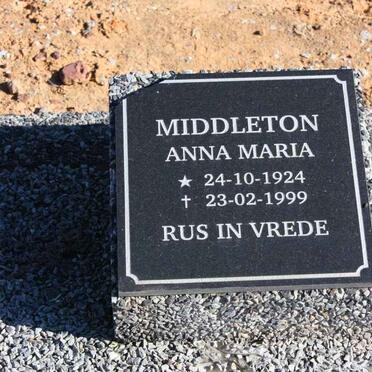 MIDDLETON
ANNA MARIA
★ 24-10-1924
✝ 23-02-1999
RUS IN VREDE